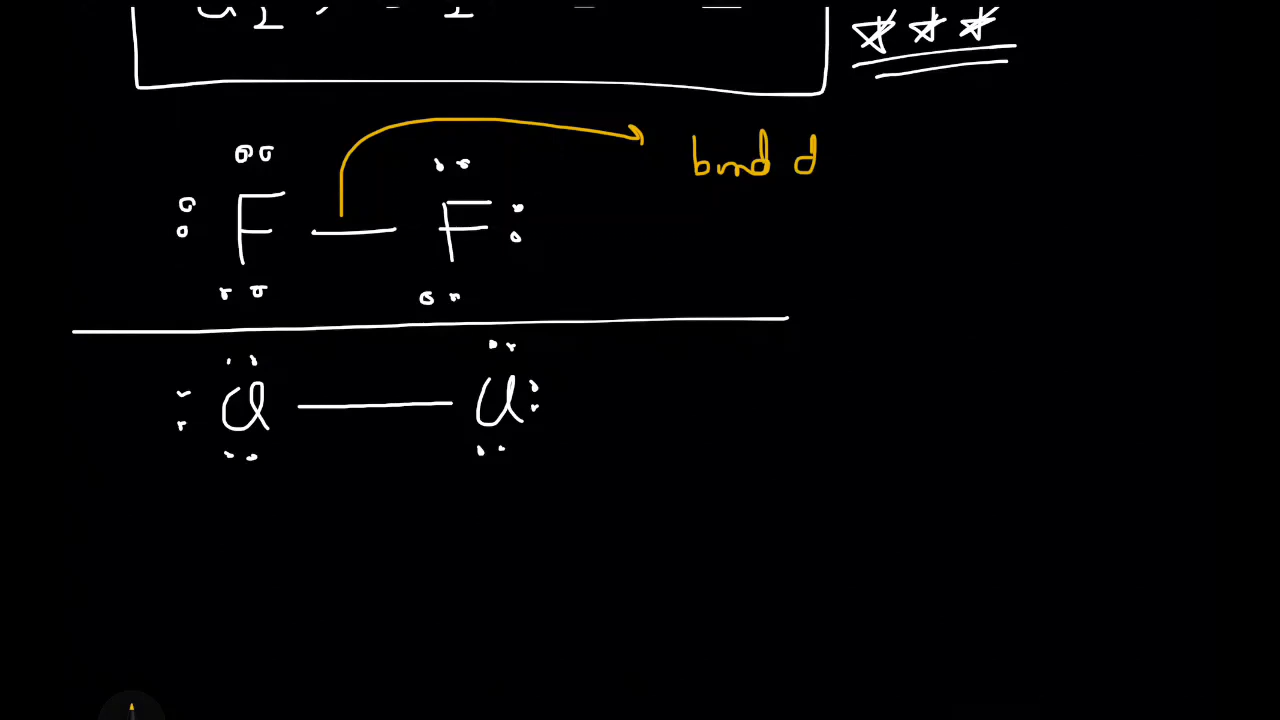 F — F
bond d
Cl — Cl